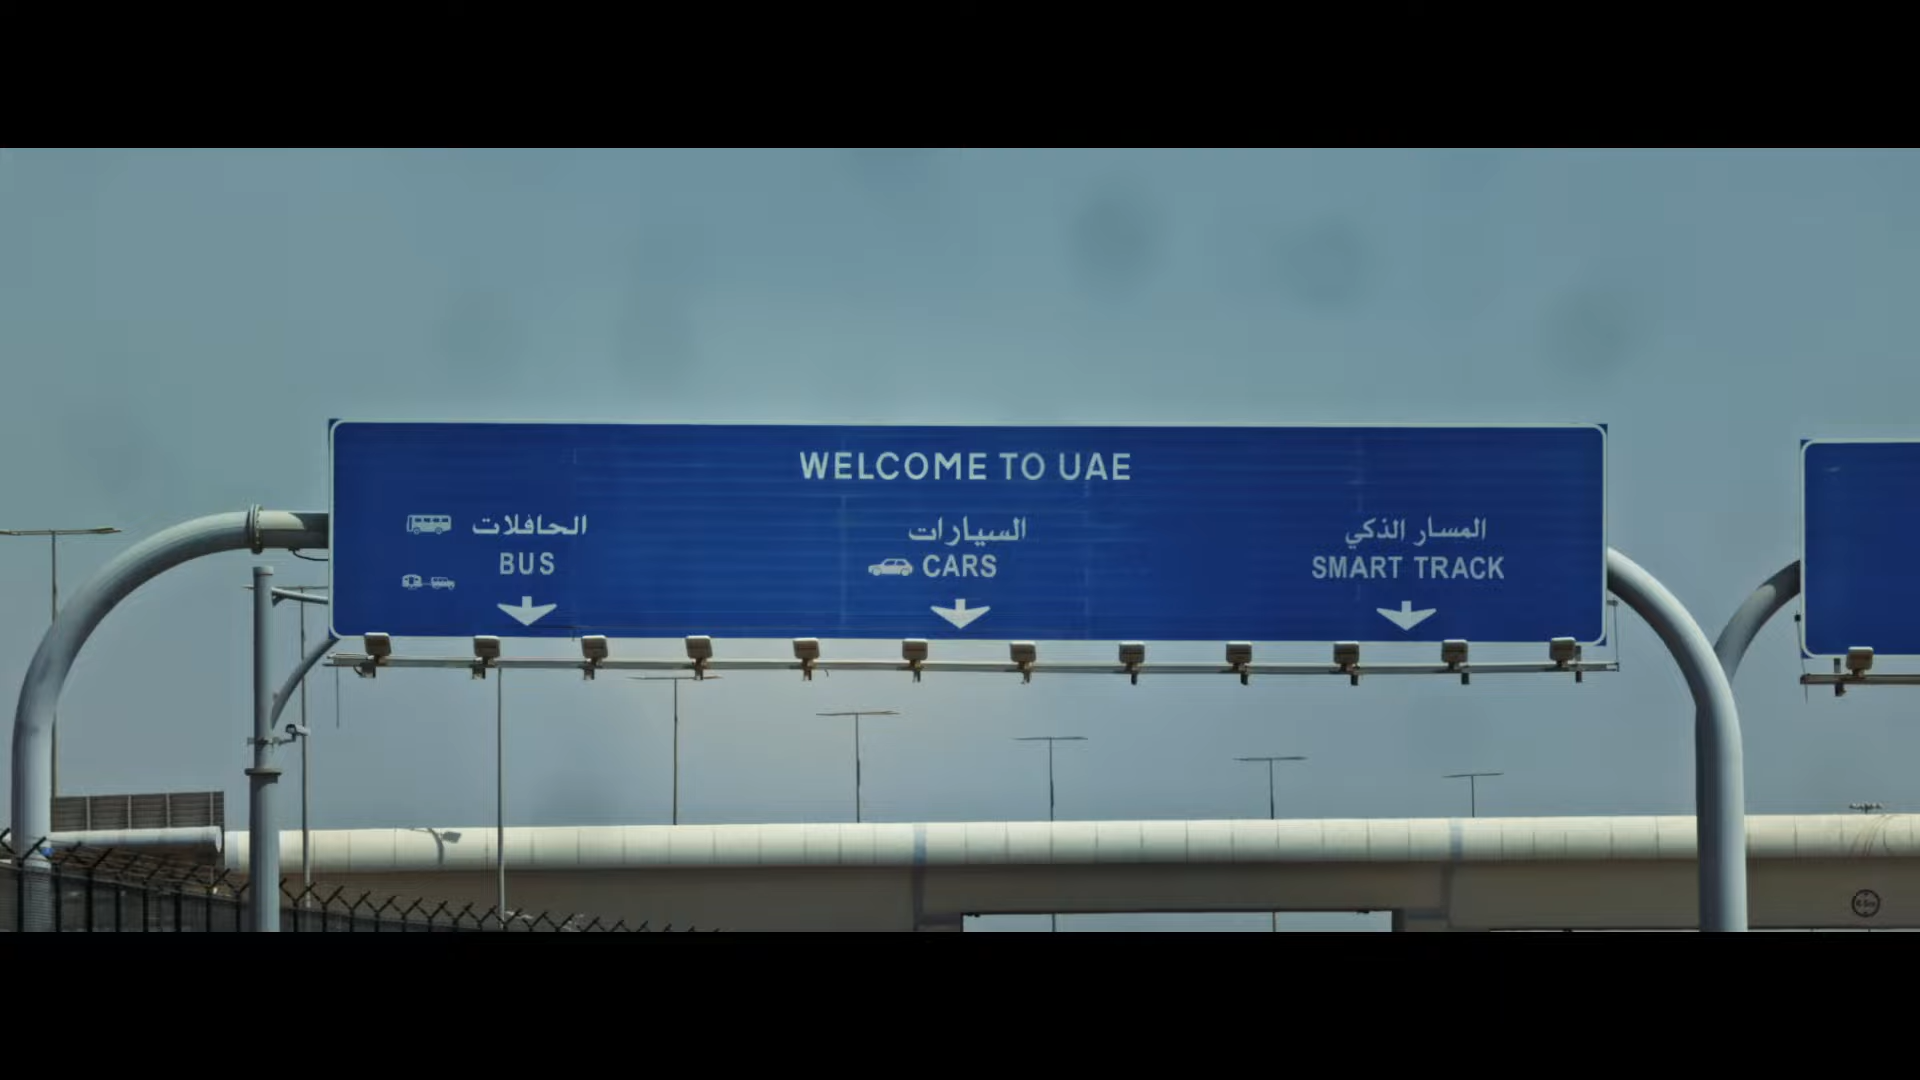 WELCOME TO UAE
الحافلات
BUS
السيارات
CARS
المسار الذكي
SMART TRACK